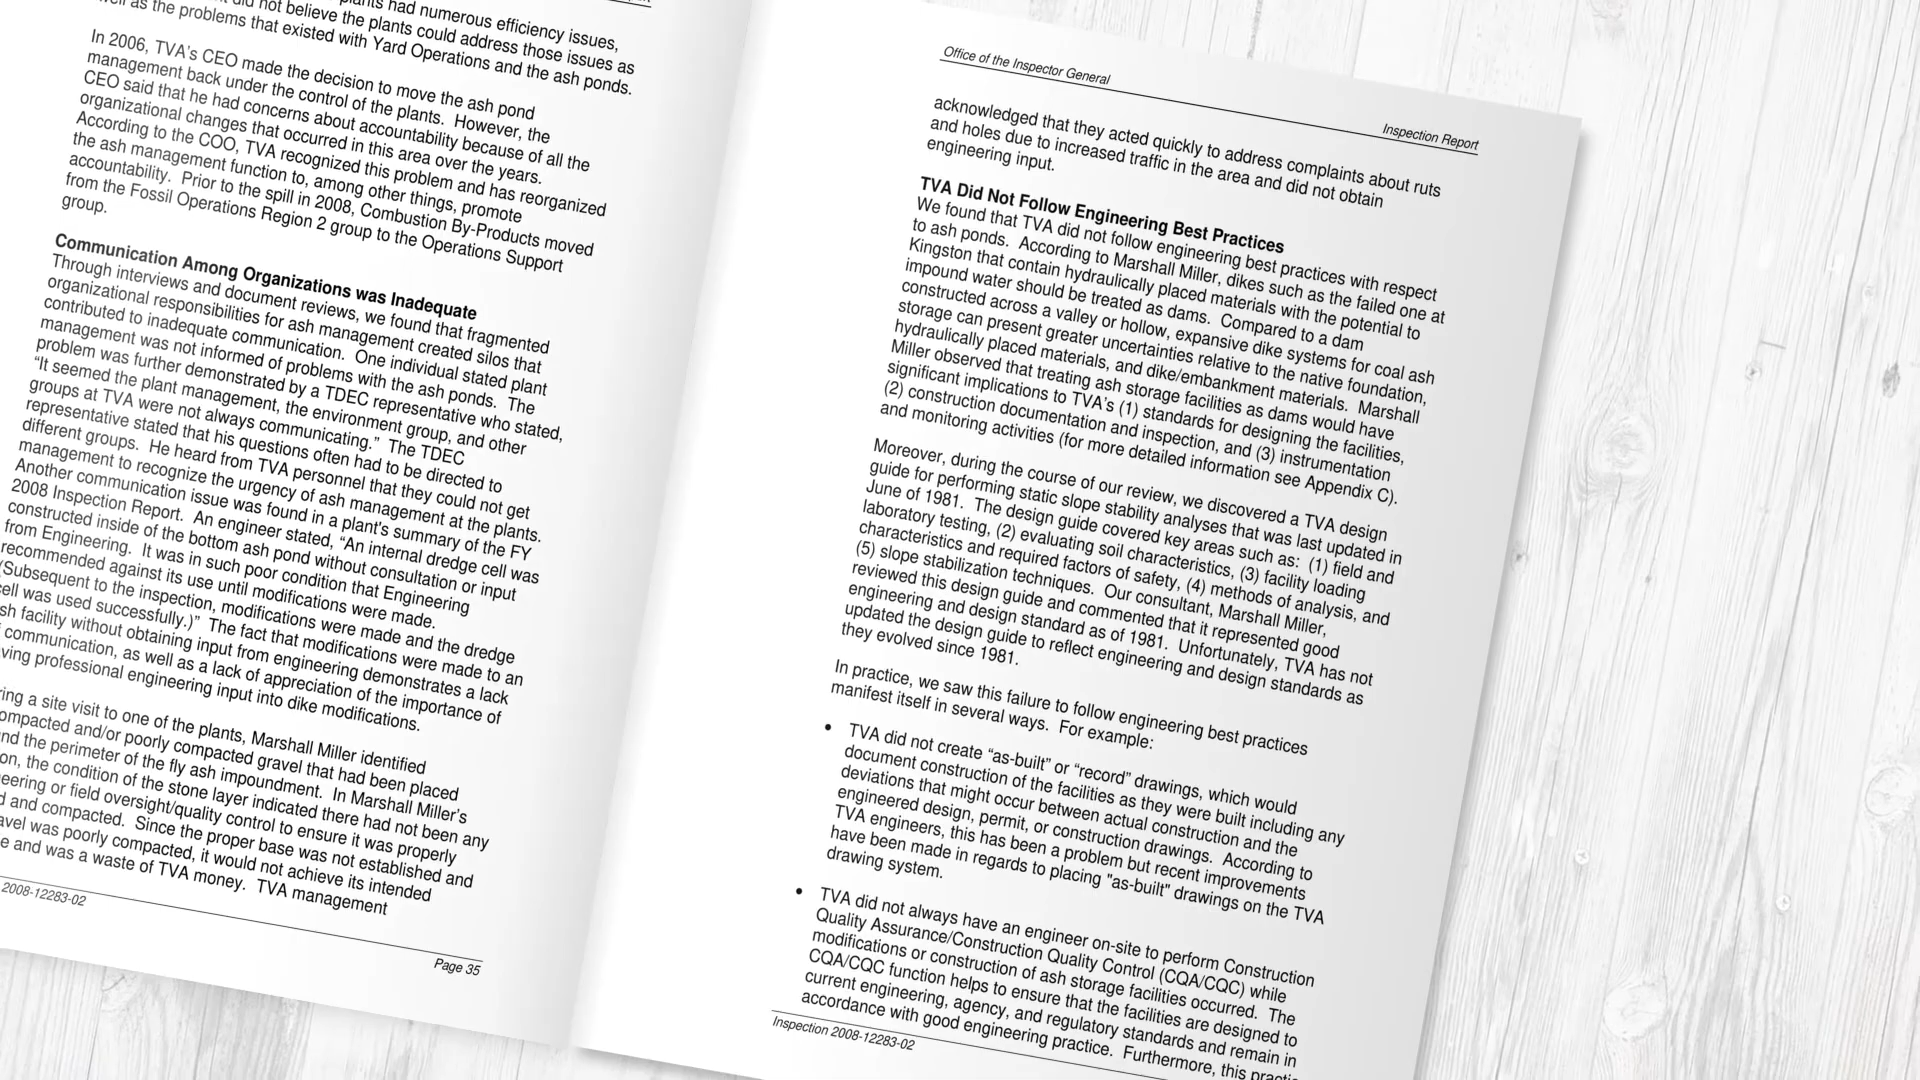 plants had numerous efficiency issues,
did not believe the plants could address those issues as
as the problems that existed with Yard Operations and the ash ponds.
In 2006, TVA's CEO made the decision to move the ash pond
management back under the control of the plants. However, the
CEO said that he had concerns about accountability because of all the
organizational changes that occurred in this area over the years.
According to the COO, TVA recognized this problem and has reorganized
the ash management function to, among other things, promote
accountability. Prior to the spill in 2008, Combustion By-Products moved
from the Fossil Operations Region 2 group to the Operations Support
group.
Communication Among Organizations was Inadequate
Through interviews and document reviews, we found that fragmented
organizational responsibilities for ash management created silos that
contributed to inadequate communication. One individual stated plant
management was not informed of problems with the ash ponds. The
problem was further demonstrated by a TDEC representative who stated,
“It seemed the plant management, the environment group, and other
groups at TVA were not always communicating.” The TDEC
representative stated that his questions often had to be directed to
different groups. He heard from TVA personnel that they could not get
management to recognize the urgency of ash management at the plants.
Another communication issue was found in a plant's summary of the FY
2008 Inspection Report. An engineer stated, “An internal dredge cell was
constructed inside of the bottom ash pond without consultation or input
from Engineering. It was in such poor condition that Engineering
recommended against its use until modifications were made.
(Subsequent to the inspection, modifications were made and the dredge
cell was used successfully.)” The fact that modifications were made to an
sh facility without obtaining input from engineering demonstrates a lack
communication, as well as a lack of appreciation of the importance of
ving professional engineering input into dike modifications.
ring a site visit to one of the plants, Marshall Miller identified
ompacted and/or poorly compacted gravel that had been placed
nd the perimeter of the fly ash impoundment. In Marshall Miller's
on, the condition of the stone layer indicated there had not been any
eering or field oversight/quality control to ensure it was properly
d and compacted. Since the proper base was not established and
avel was poorly compacted, it would not achieve its intended
e and was a waste of TVA money. TVA management
2008-12283-02
Page 35
Office of the Inspector General
Inspection Report
acknowledged that they acted quickly to address complaints about ruts
and holes due to increased traffic in the area and did not obtain
engineering input.
TVA Did Not Follow Engineering Best Practices
We found that TVA did not follow engineering best practices with respect
to ash ponds. According to Marshall Miller, dikes such as the failed one at
Kingston that contain hydraulically placed materials with the potential to
impound water should be treated as dams. Compared to a dam
constructed across a valley or hollow, expansive dike systems for coal ash
storage can present greater uncertainties relative to the native foundation,
hydraulically placed materials, and dike/embankment materials. Marshall
Miller observed that treating ash storage facilities as dams would have
significant implications to TVA's (1) standards for designing the facilities,
(2) construction documentation and inspection, and (3) instrumentation
and monitoring activities (for more detailed information see Appendix C).
Moreover, during the course of our review, we discovered a TVA design
guide for performing static slope stability analyses that was last updated in
June of 1981. The design guide covered key areas such as: (1) field and
laboratory testing, (2) evaluating soil characteristics, (3) facility loading
characteristics and required factors of safety, (4) methods of analysis, and
(5) slope stabilization techniques. Our consultant, Marshall Miller,
reviewed this design guide and commented that it represented good
engineering and design standard as of 1981. Unfortunately, TVA has not
updated the design guide to reflect engineering and design standards as
they evolved since 1981.
In practice, we saw this failure to follow engineering best practices
manifest itself in several ways. For example:
• TVA did not create “as-built” or “record” drawings, which would
document construction of the facilities as they were built including any
deviations that might occur between actual construction and the
engineered design, permit, or construction drawings. According to
TVA engineers, this has been a problem but recent improvements
have been made in regards to placing "as-built" drawings on the TVA
drawing system.
• TVA did not always have an engineer on-site to perform Construction
Quality Assurance/Construction Quality Control (CQA/CQC) while
modifications or construction of ash storage facilities occurred. The
CQA/CQC function helps to ensure that the facilities are designed to
current engineering, agency, and regulatory standards and remain in
accordance with good engineering practice. Furthermore, this practi
Inspection 2008-12283-02